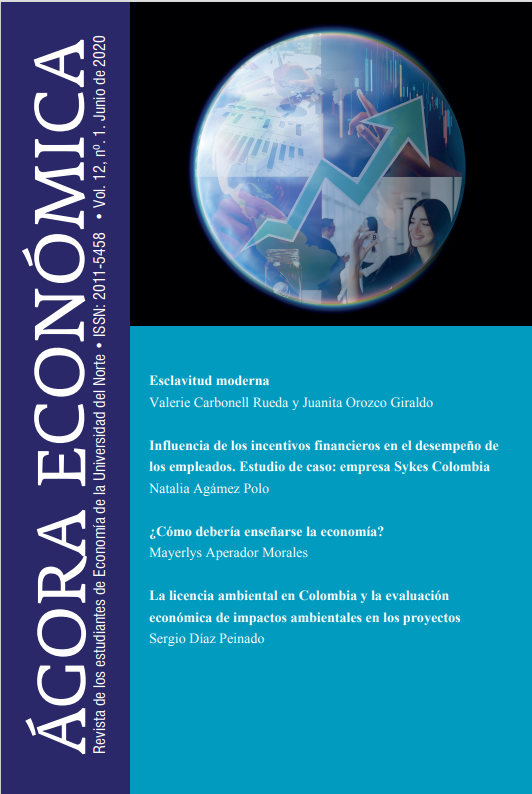 ÁGORA ECONÓMICA
Revista de los estudiantes de Economía de la Universidad del Norte • ISSN: 2011-5458 • Vol. 12, nº. 1. Junio de 2020
Esclavitud moderna
Valerie Carbonell Rueda y Juanita Orozco Giraldo
Influencia de los incentivos financieros en el desempeño de
los empleados. Estudio de caso: empresa Sykes Colombia
Natalia Agámez Polo
¿Cómo debería enseñarse la economía?
Mayerlys Aperador Morales
La licencia ambiental en Colombia y la evaluación
económica de impactos ambientales en los proyectos
Sergio Díaz Peinado